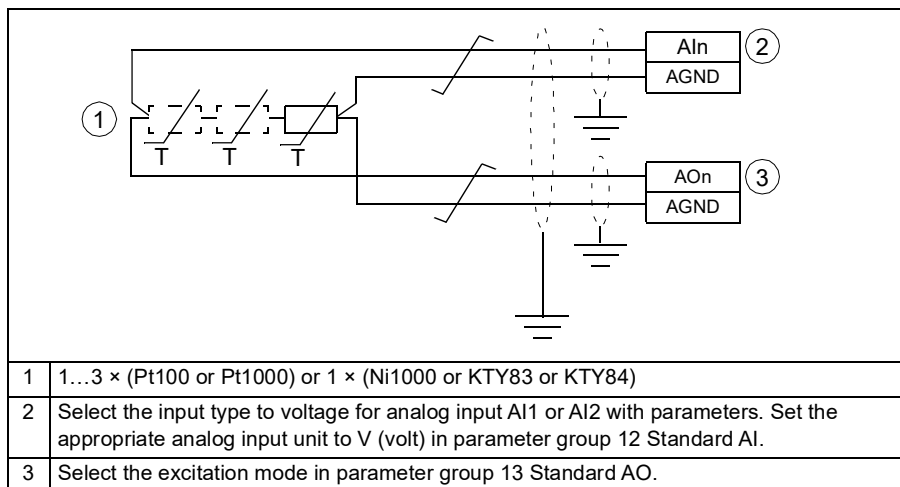 AIn
2
AGND
1
T T T
AOn
3
AGND
1 1…3 × (Pt100 or Pt1000) or 1 × (Ni1000 or KTY83 or KTY84)
2 Select the input type to voltage for analog input AI1 or AI2 with parameters. Set the
appropriate analog input unit to V (volt) in parameter group 12 Standard AI.
3 Select the excitation mode in parameter group 13 Standard AO.